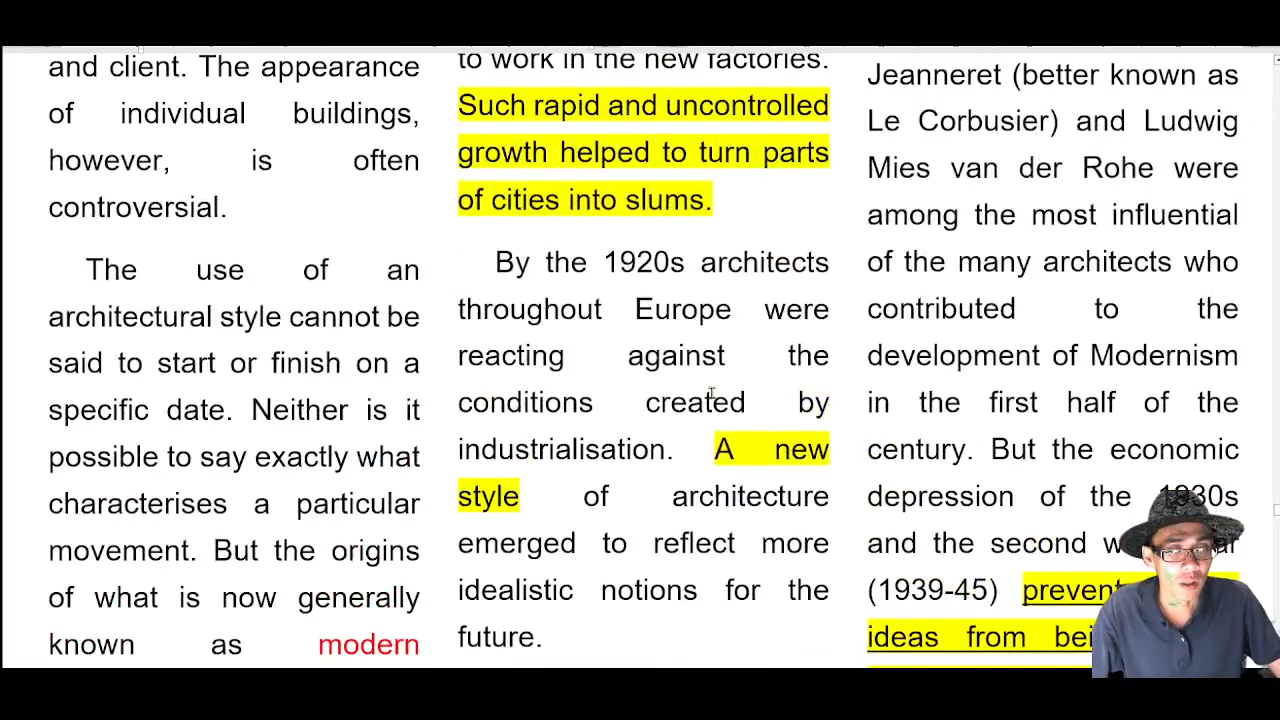 and client. The appearance
of individual buildings,
however, is often
controversial.
The use of an
architectural style cannot be
said to start or finish on a
specific date. Neither is it
possible to say exactly what
characterises a particular
movement. But the origins
of what is now generally
known as modern
to work in the new factories.
Such rapid and uncontrolled
growth helped to turn parts
of cities into slums.
By the 1920s architects
throughout Europe were
reacting against the
conditions created by
industrialisation. A new
style of architecture
emerged to reflect more
idealistic notions for the
future.
Jeanneret (better known as
Le Corbusier) and Ludwig
Mies van der Rohe were
among the most influential
of the many architects who
contributed to the
development of Modernism
in the first half of the
century. But the economic
depression of the 1930s
and the second
(1939-45)
ideas from